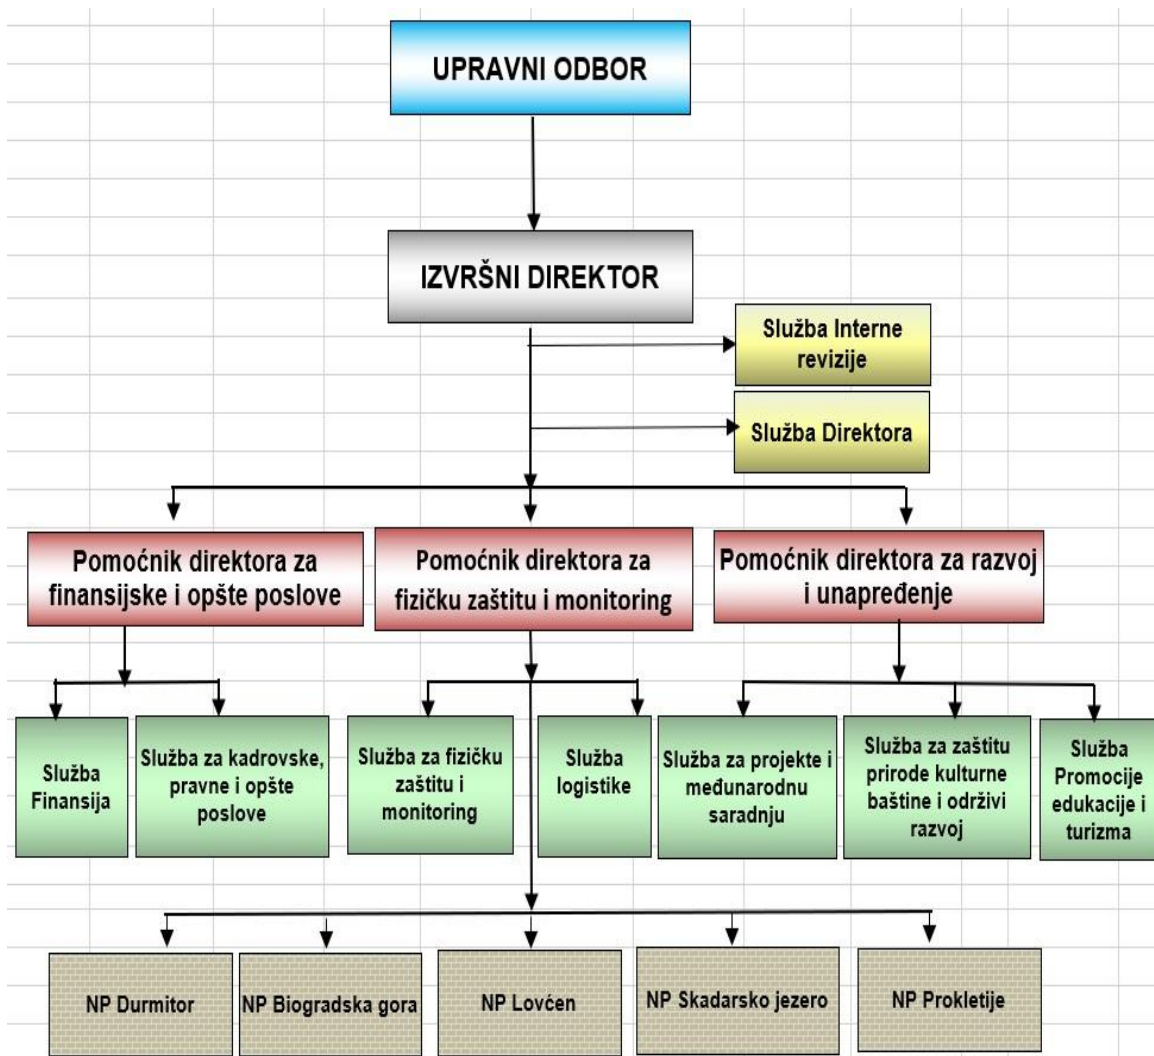 UPRAVNI ODBOR
IZVRŠNI DIREKTOR
Služba Interne
revizije
Služba Direktora
Pomoćnik direktora za
finansijske i opšte poslove
Pomoćnik direktora za
fizičku zaštitu i monitoring
Pomoćnik direktora za razvoj
i unapređenje
Služba
Finansija
Služba za kadrovske,
pravne i opšte
poslove
Služba za fizičku
zaštitu i
monitoring
Služba
logistike
Služba za projekte i
međunarodnu
saradnju
Služba za zaštitu
prirode kulturne
baštine i održivi
razvoj
Služba
Promocije
edukacije i
turizma
NP Durmitor
NP Biogradska gora
NP Lovćen
NP Skadarsko jezero
NP Prokletije